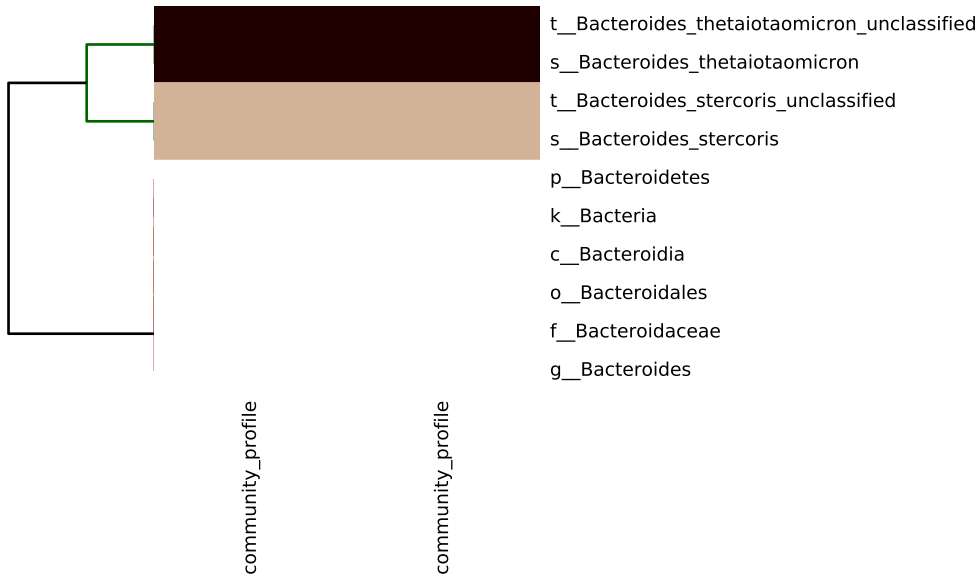 t__Bacteroides_thetaiotaomicron_unclassified
s__Bacteroides_thetaiotaomicron
t__Bacteroides_stercoris_unclassified
s__Bacteroides_stercoris
p__Bacteroidetes
k__Bacteria
c__Bacteroidia
o__Bacteroidales
f__Bacteroidaceae
g__Bacteroides
community_profile
community_profile